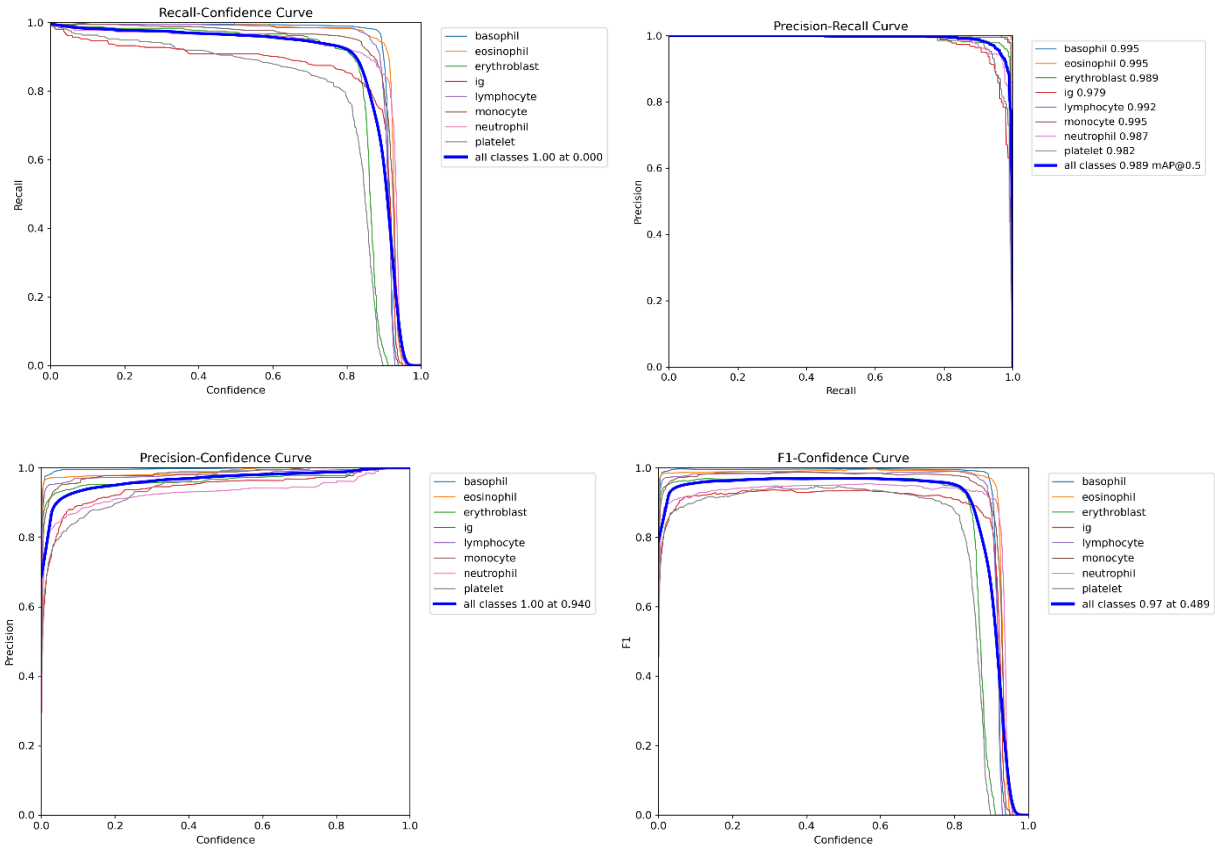 Recall-Confidence Curve
Recall
1.0
0.8
0.6
0.4
0.2
0.0
0.0 0.2 0.4 0.6 0.8 1.0
Confidence
basophil
eosinophil
erythroblast
ig
lymphocyte
monocyte
neutrophil
platelet
all classes 1.00 at 0.000
Precision-Recall Curve
Precision
1.0
0.8
0.6
0.4
0.2
0.0
0.0 0.2 0.4 0.6 0.8 1.0
Recall
basophil 0.995
eosinophil 0.995
erythroblast 0.989
ig 0.979
lymphocyte 0.992
monocyte 0.995
neutrophil 0.987
platelet 0.982
all classes 0.989 mAP@0.5
Precision-Confidence Curve
Precision
1.0
0.8
0.6
0.4
0.2
0.0
0.0 0.2 0.4 0.6 0.8 1.0
Confidence
basophil
eosinophil
erythroblast
ig
lymphocyte
monocyte
neutrophil
platelet
all classes 1.00 at 0.940
F1-Confidence Curve
F1
1.0
0.8
0.6
0.4
0.2
0.0
0.0 0.2 0.4 0.6 0.8 1.0
Confidence
basophil
eosinophil
erythroblast
ig
lymphocyte
monocyte
neutrophil
platelet
all classes 0.97 at 0.489